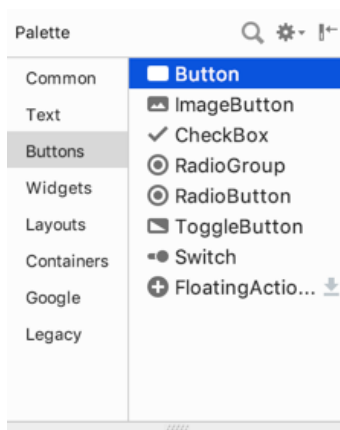 Palette
Common
Text
Buttons
Widgets
Layouts
Containers
Google
Legacy
Button
ImageButton
CheckBox
RadioGroup
RadioButton
ToggleButton
Switch
FloatingActio...